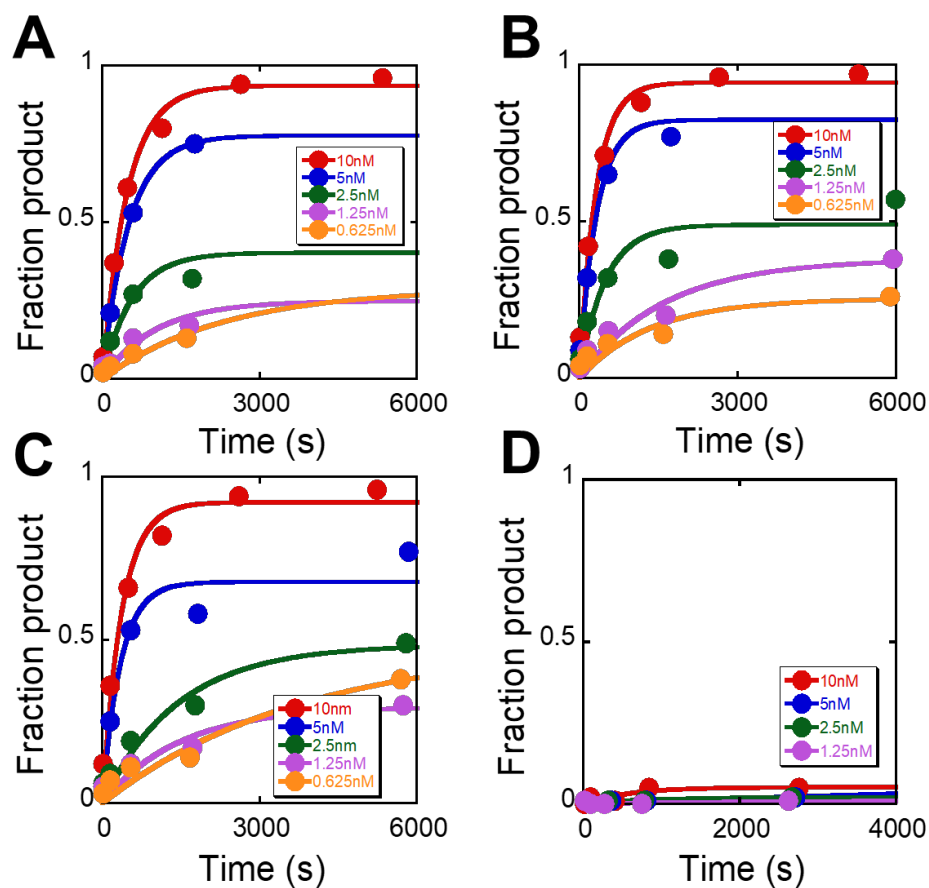 A
Fraction product
1
0.5
0
10nM
5nM
2.5nM
1.25nM
0.625nM
0 3000 6000
Time (s)
B
Fraction product
1
0.5
0
10nM
5nM
2.5nM
1.25nM
0.625nM
0 3000 6000
Time (s)
C
Fraction product
1
0.5
0
10nm
5nM
2.5nm
1.25nM
0.625nM
0 3000 6000
Time (s)
D
Fraction product
1
0.5
0
10nM
5nM
2.5nM
1.25nM
0 2000 4000
Time (s)